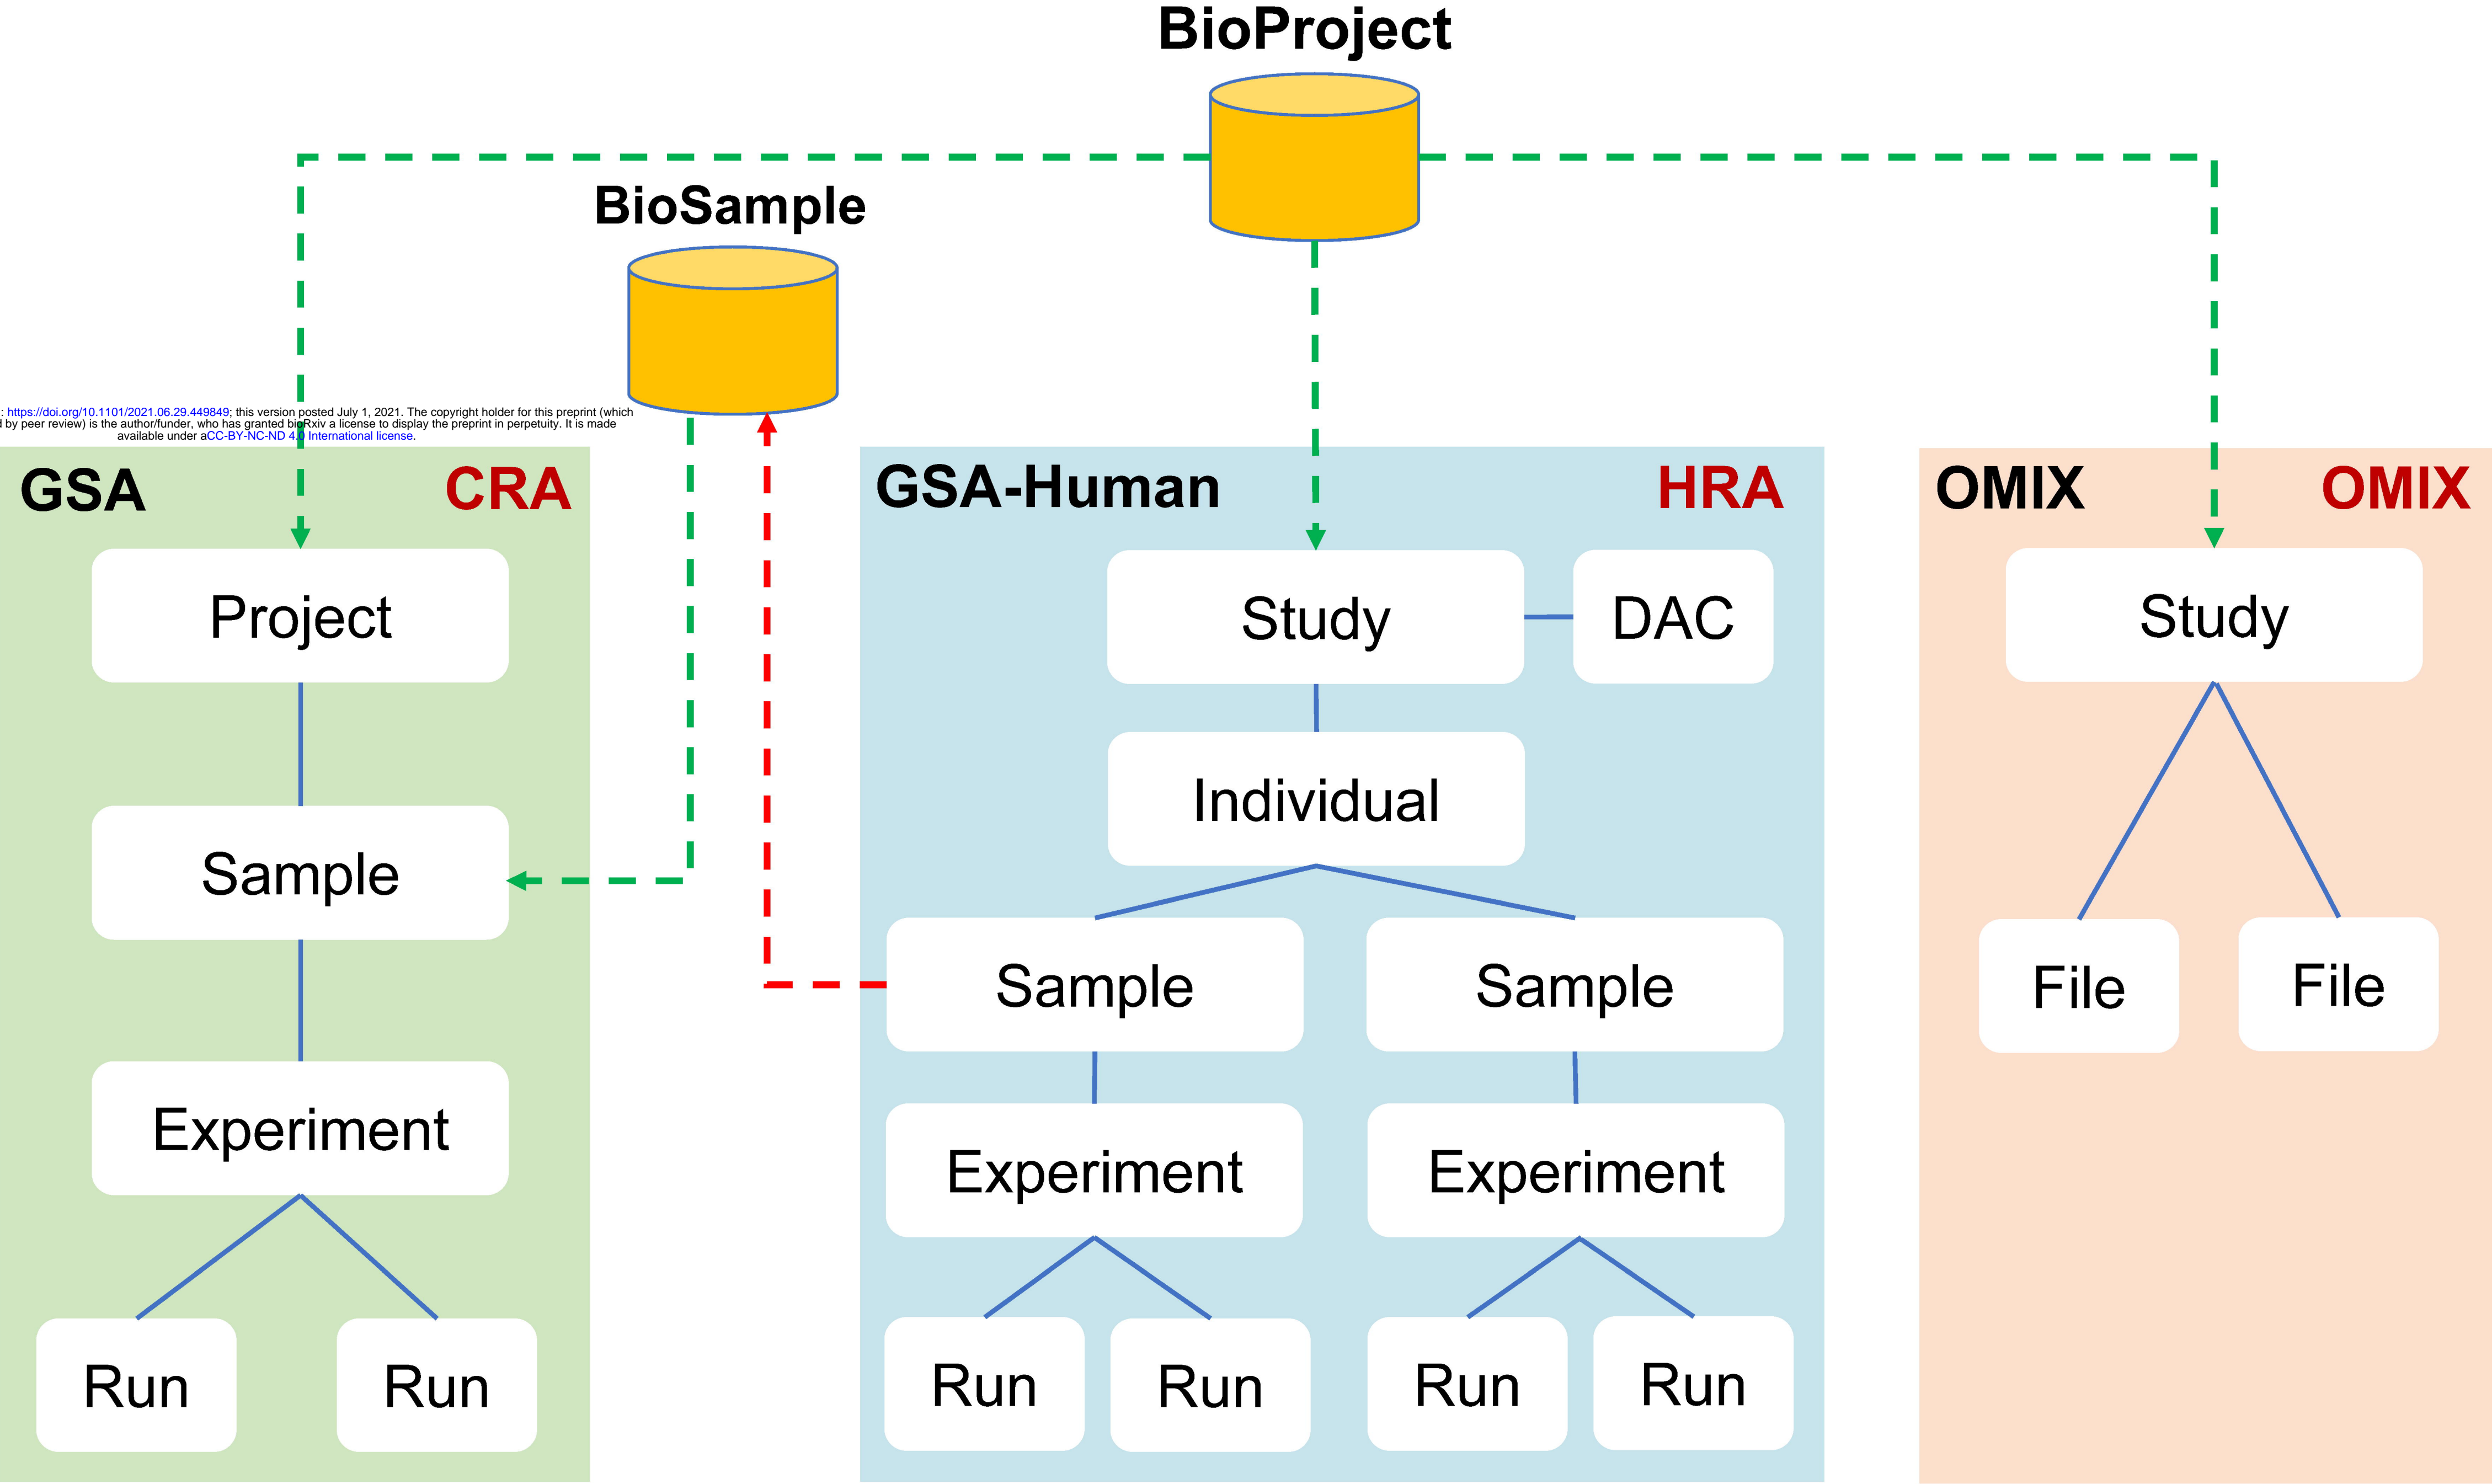 BioProject
BioSample
: https://doi.org/10.1101/2021.06.29.449849; this version posted July 1, 2021. The copyright holder for this preprint (which
by peer review) is the author/funder, who has granted bioRxiv a license to display the preprint in perpetuity. It is made
available under aCC-BY-NC-ND 4.0 International license.
GSA CRA
Project
Sample
Experiment
Run Run
GSA-Human HRA
Study DAC
Individual
Sample Sample
Experiment Experiment
Run Run Run Run
OMIX OMIX
Study
File File